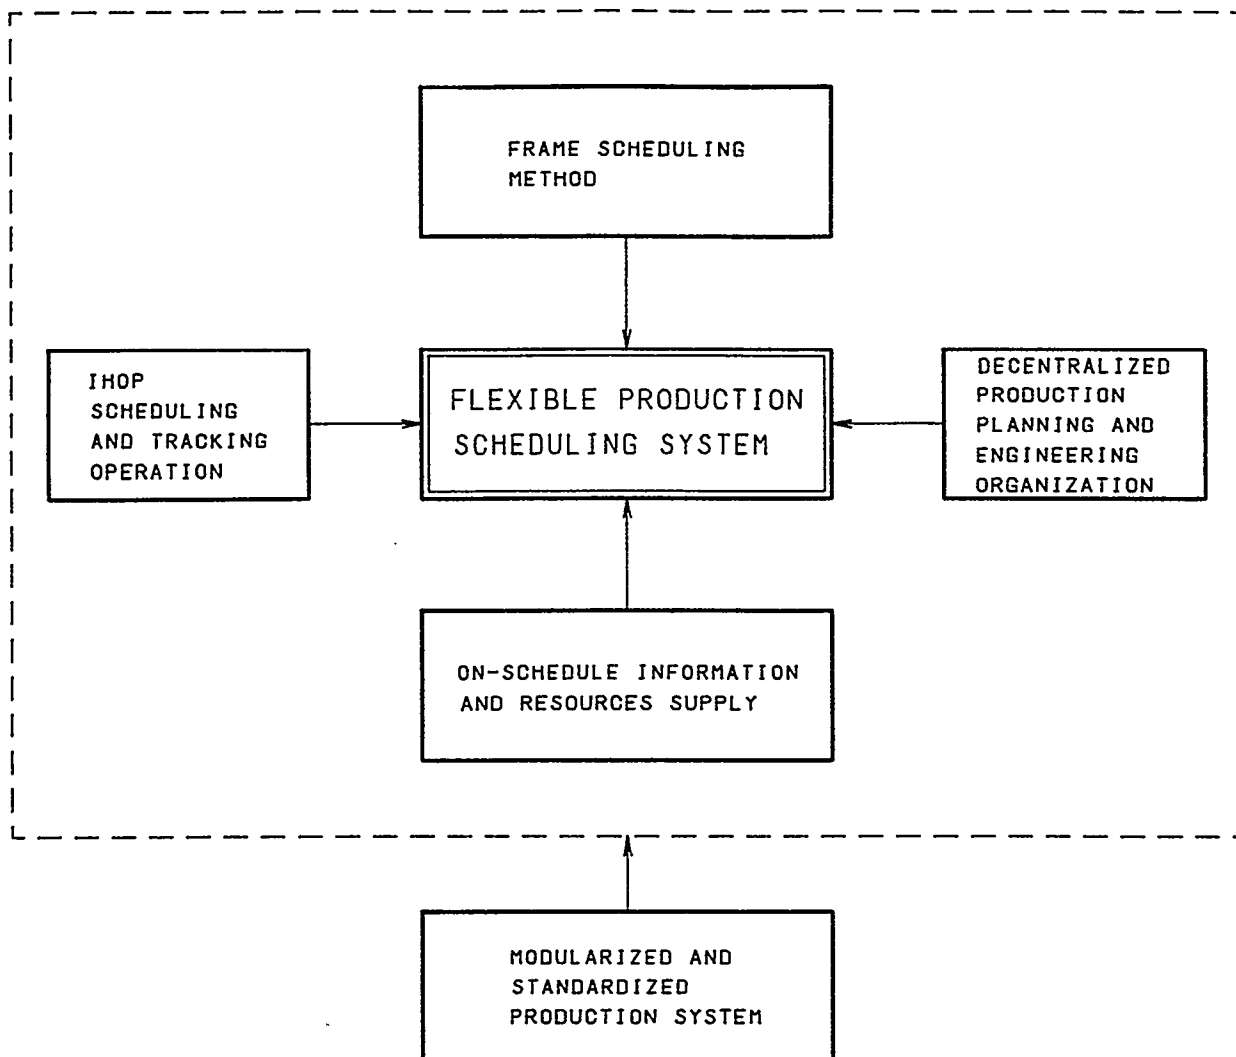 FRAME SCHEDULING
METHOD
IHOP
SCHEDULING
AND TRACKING
OPERATION
FLEXIBLE PRODUCTION
SCHEDULING SYSTEM
DECENTRALIZED
PRODUCTION
PLANNING AND
ENGINEERING
ORGANIZATION
ON-SCHEDULE INFORMATION
AND RESOURCES SUPPLY
MODULARIZED AND
STANDARDIZED
PRODUCTION SYSTEM